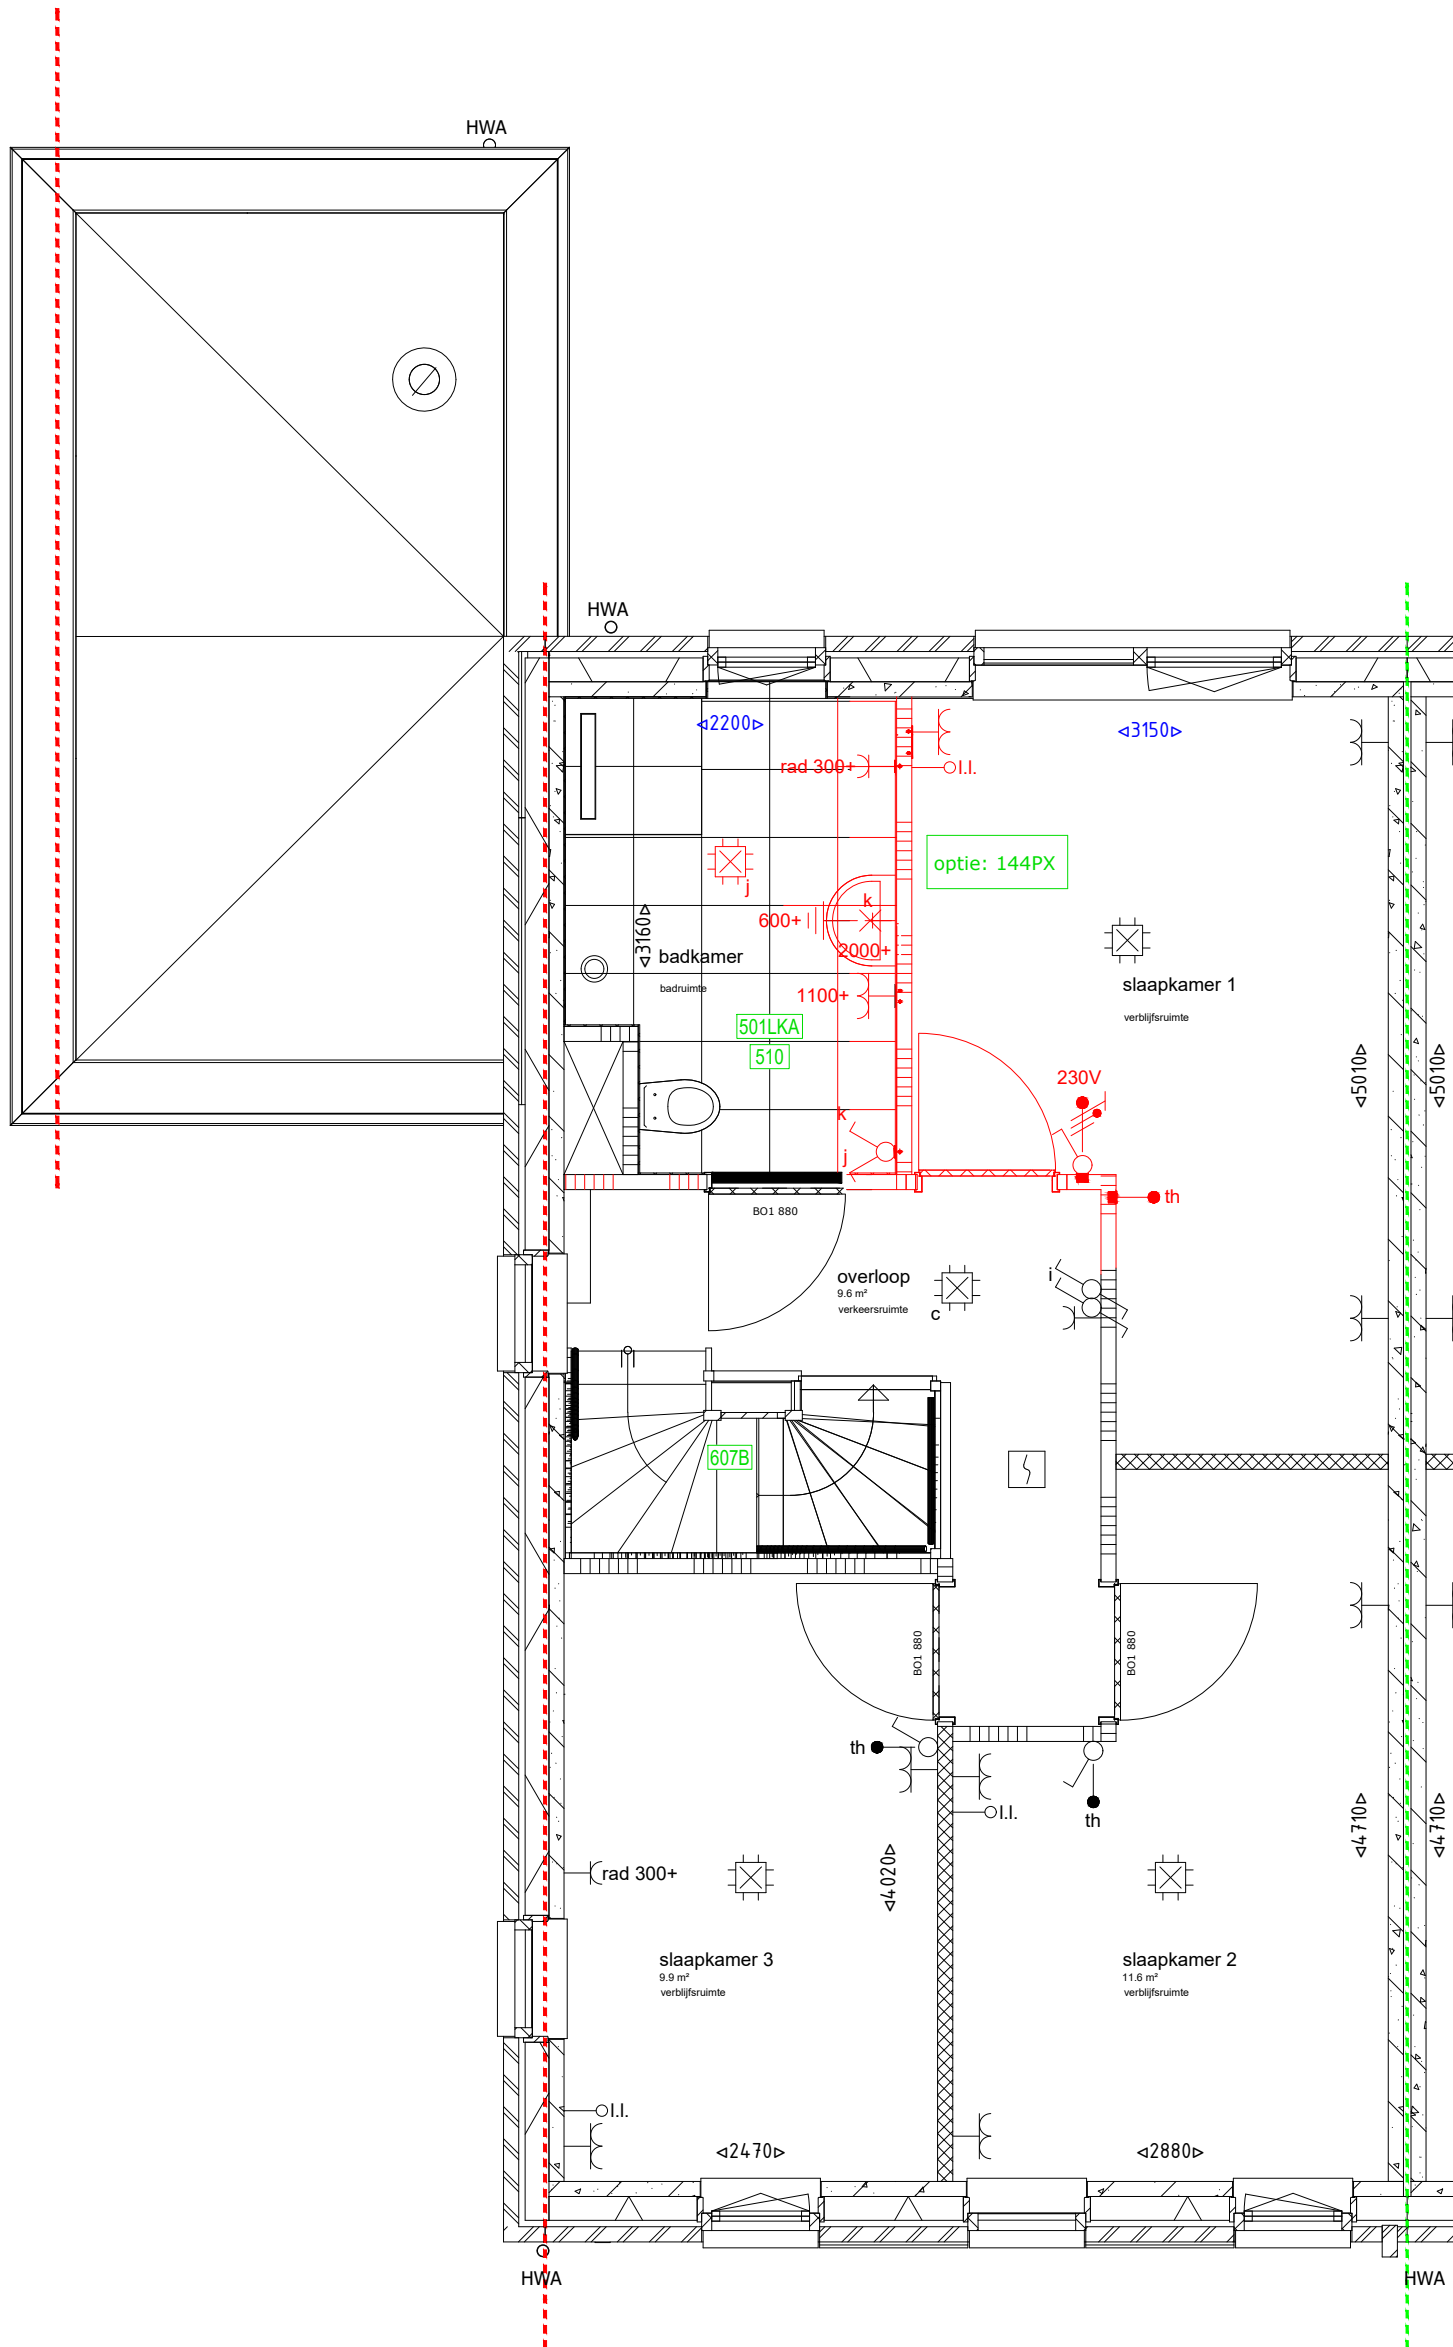 HWA
HWA
◁2200▷
◁3150▷
rad 300+
l.l.
optie: 144PX
j
k
600+
2000+
◁3160▷
badkamer
badruimte
1100+
slaapkamer 1
verblijfsruimte
501LKA
510
◁5010▷
◁5010▷
230V
k
j
th
BO1 880
overloop
9.6 m²
verkeersruimte
c
i
607B
BO1 880
BO1 880
th
l.l.
th
◁4710▷
◁4710▷
◁4020▷
rad 300+
slaapkamer 3
9.9 m²
verblijfsruimte
slaapkamer 2
11.6 m²
verblijfsruimte
l.l.
◁2470▷
◁2880▷
HWA
HWA